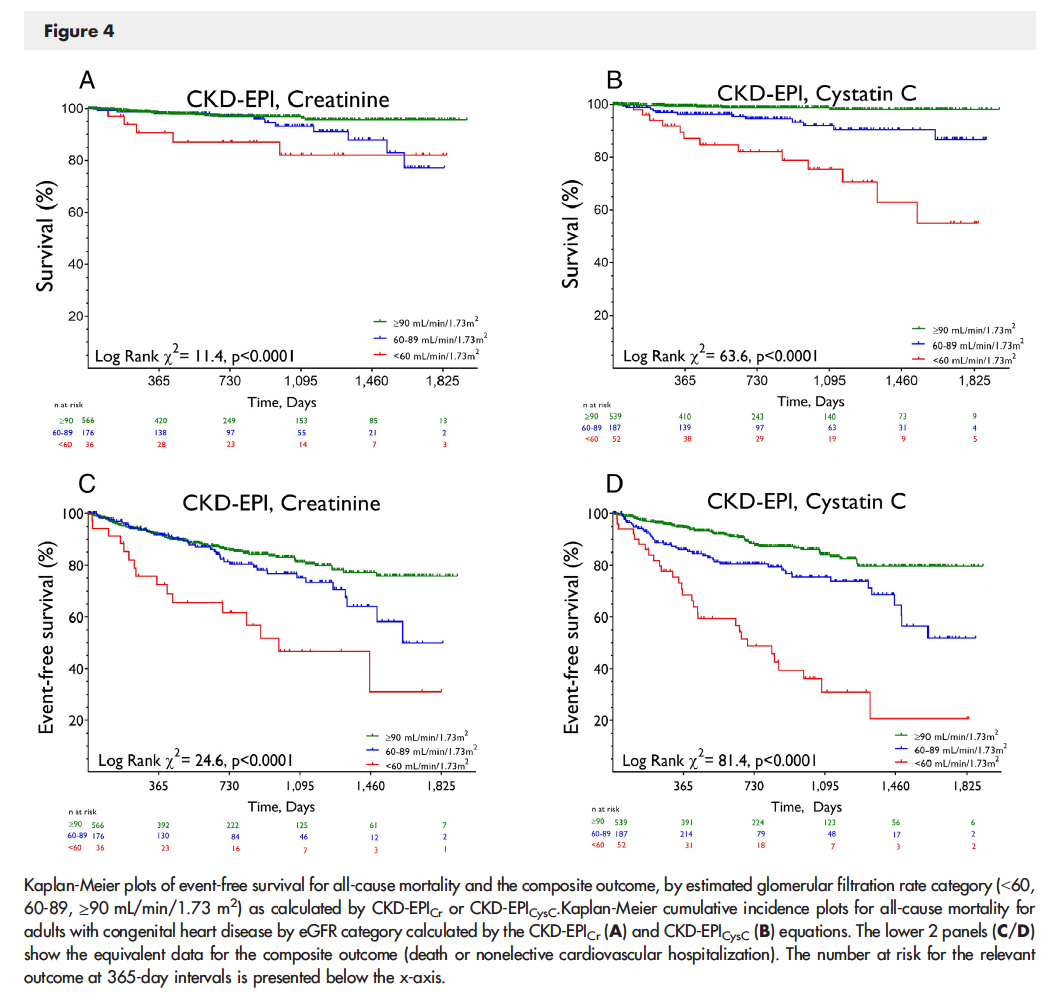 Figure 4
A
CKD-EPI, Creatinine
100
80
60
40
20
Survival (%)
≥90 mL/min/1.73m²
60-89 mL/min/1.73m²
<60 mL/min/1.73m²
Log Rank χ²= 11.4, p<0.0001
365 730 1,095 1,460 1,825
Time, Days
n at risk
≥90 566 420 249 153 85 13
60-89 176 138 97 55 21 2
<60 36 28 23 14 7 3
B
CKD-EPI, Cystatin C
100
80
60
40
20
Survival (%)
≥90 mL/min/1.73m²
60-89 mL/min/1.73m²
<60 mL/min/1.73m²
Log Rank χ²= 63.6, p<0.0001
365 730 1,095 1,460 1,825
Time, Days
n at risk
≥90 539 410 243 140 73 9
60-89 187 139 97 63 31 4
<60 52 38 29 19 9 5
C
CKD-EPI, Creatinine
100
80
60
40
20
Event-free survival (%)
≥90 mL/min/1.73m²
60-89 mL/min/1.73m²
<60 mL/min/1.73m²
Log Rank χ²= 24.6, p<0.0001
365 730 1,095 1,460 1,825
Time, Days
n at risk
≥90 566 392 222 125 61 7
60-89 176 130 84 46 12 2
<60 36 23 16 7 3 1
D
CKD-EPI, Cystatin C
100
80
60
40
20
Event-free survival (%)
≥90 mL/min/1.73m²
60-89 mL/min/1.73m²
<60 mL/min/1.73m²
Log Rank χ²= 81.4, p<0.0001
365 730 1,095 1,460 1,825
Time, Days
n at risk
≥90 539 391 224 123 56 6
60-89 187 214 79 48 17 2
<60 52 31 18 7 3 2
Kaplan-Meier plots of event-free survival for all-cause mortality and the composite outcome, by estimated glomerular filtration rate category (<60,
60-89, ≥90 mL/min/1.73 m2) as calculated by CKD-EPICr or CKD-EPICysC.Kaplan-Meier cumulative incidence plots for all-cause mortality for
adults with congenital heart disease by eGFR category calculated by the CKD-EPICr (A) and CKD-EPICysC (B) equations. The lower 2 panels (C/D)
show the equivalent data for the composite outcome (death or nonelective cardiovascular hospitalization). The number at risk for the relevant
outcome at 365-day intervals is presented below the x-axis.